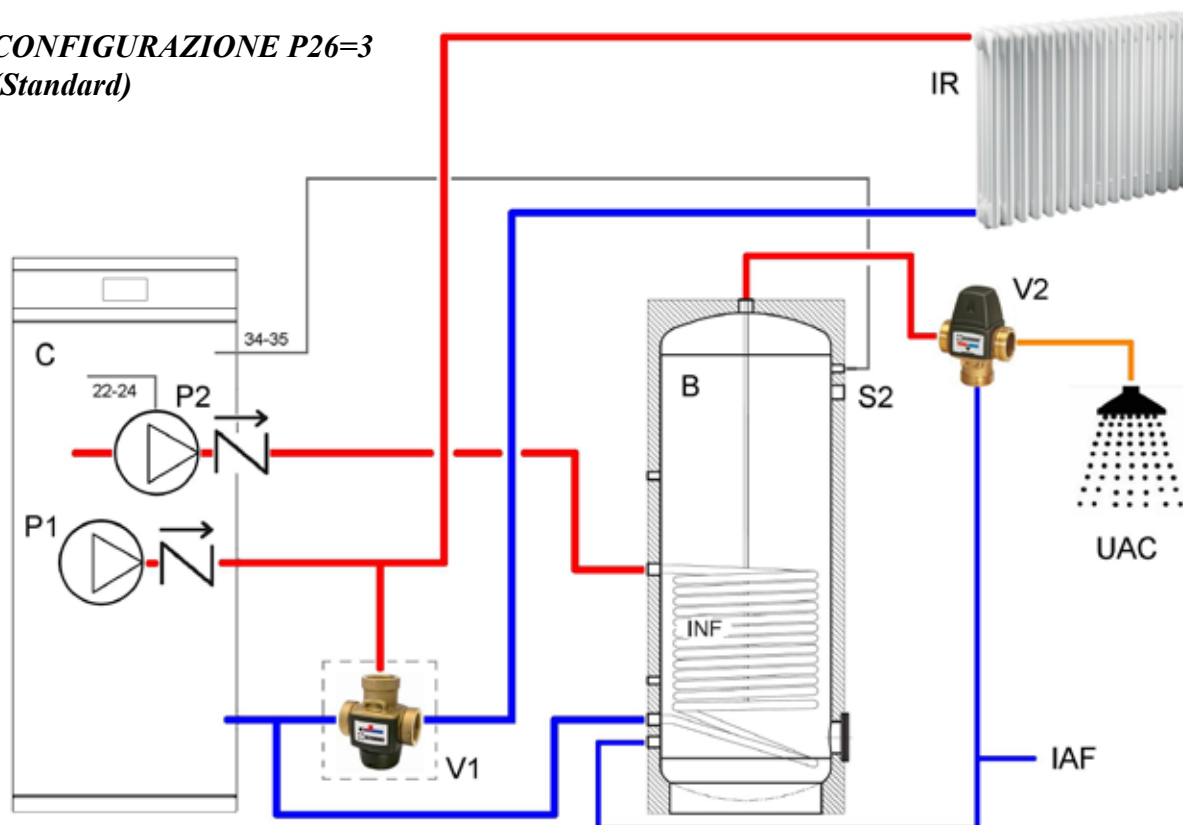 CONFIGURAZIONE P26=3
(Standard)
IR
34-35
C
22-24
P2
V2
B
S2
P1
UAC
INF
V1
IAF